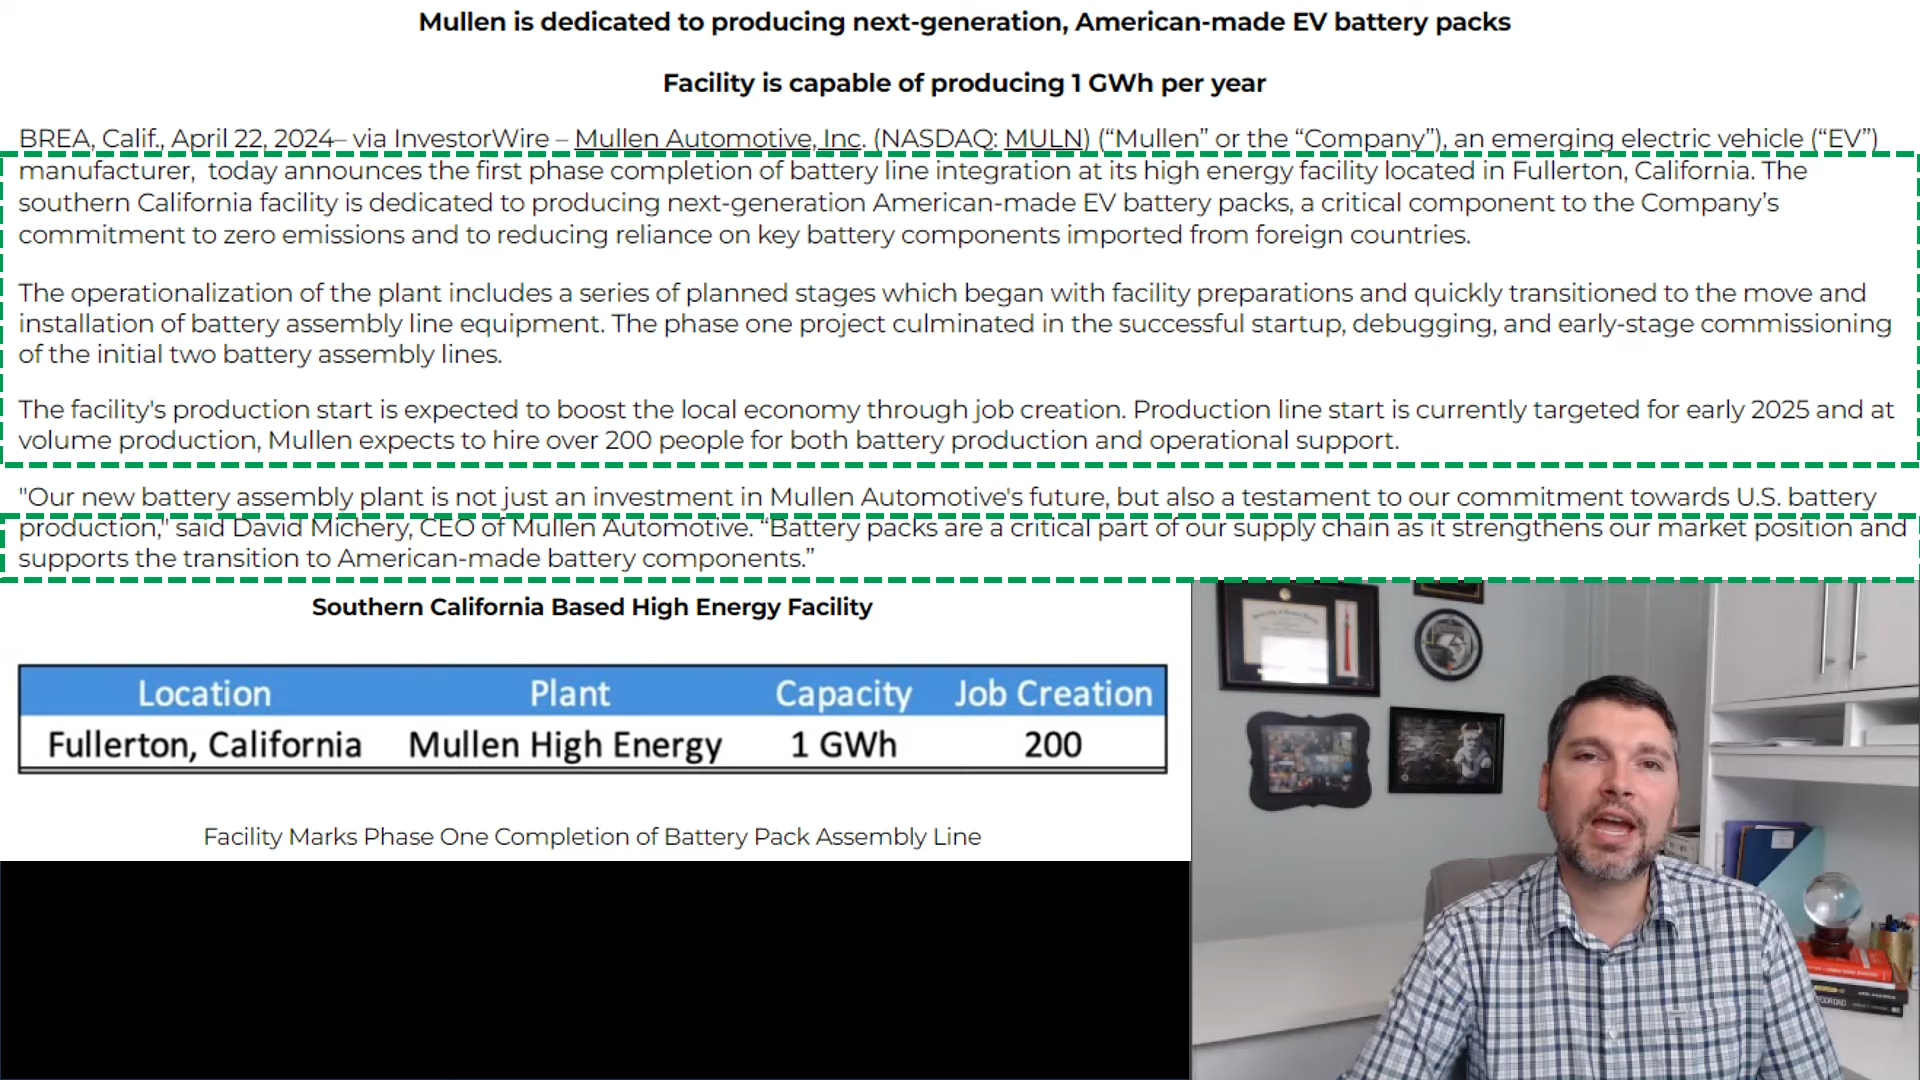 Mullen is dedicated to producing next-generation, American-made EV battery packs
Facility is capable of producing 1 GWh per year
BREA, Calif., April 22, 2024– via InvestorWire – Mullen Automotive, Inc. (NASDAQ: MULN) (“Mullen” or the “Company”), an emerging electric vehicle (“EV”)
manufacturer,  today announces the first phase completion of battery line integration at its high energy facility located in Fullerton, California. The
southern California facility is dedicated to producing next-generation American-made EV battery packs, a critical component to the Company’s
commitment to zero emissions and to reducing reliance on key battery components imported from foreign countries.
The operationalization of the plant includes a series of planned stages which began with facility preparations and quickly transitioned to the move and
installation of battery assembly line equipment. The phase one project culminated in the successful startup, debugging, and early-stage commissioning
of the initial two battery assembly lines.
The facility's production start is expected to boost the local economy through job creation. Production line start is currently targeted for early 2025 and at
volume production, Mullen expects to hire over 200 people for both battery production and operational support.
"Our new battery assembly plant is not just an investment in Mullen Automotive's future, but also a testament to our commitment towards U.S. battery
production," said David Michery, CEO of Mullen Automotive. “Battery packs are a critical part of our supply chain as it strengthens our market position and
supports the transition to American-made battery components.”
Southern California Based High Energy Facility
Location Plant Capacity Job Creation
Fullerton, California Mullen High Energy 1 GWh 200
Facility Marks Phase One Completion of Battery Pack Assembly Line